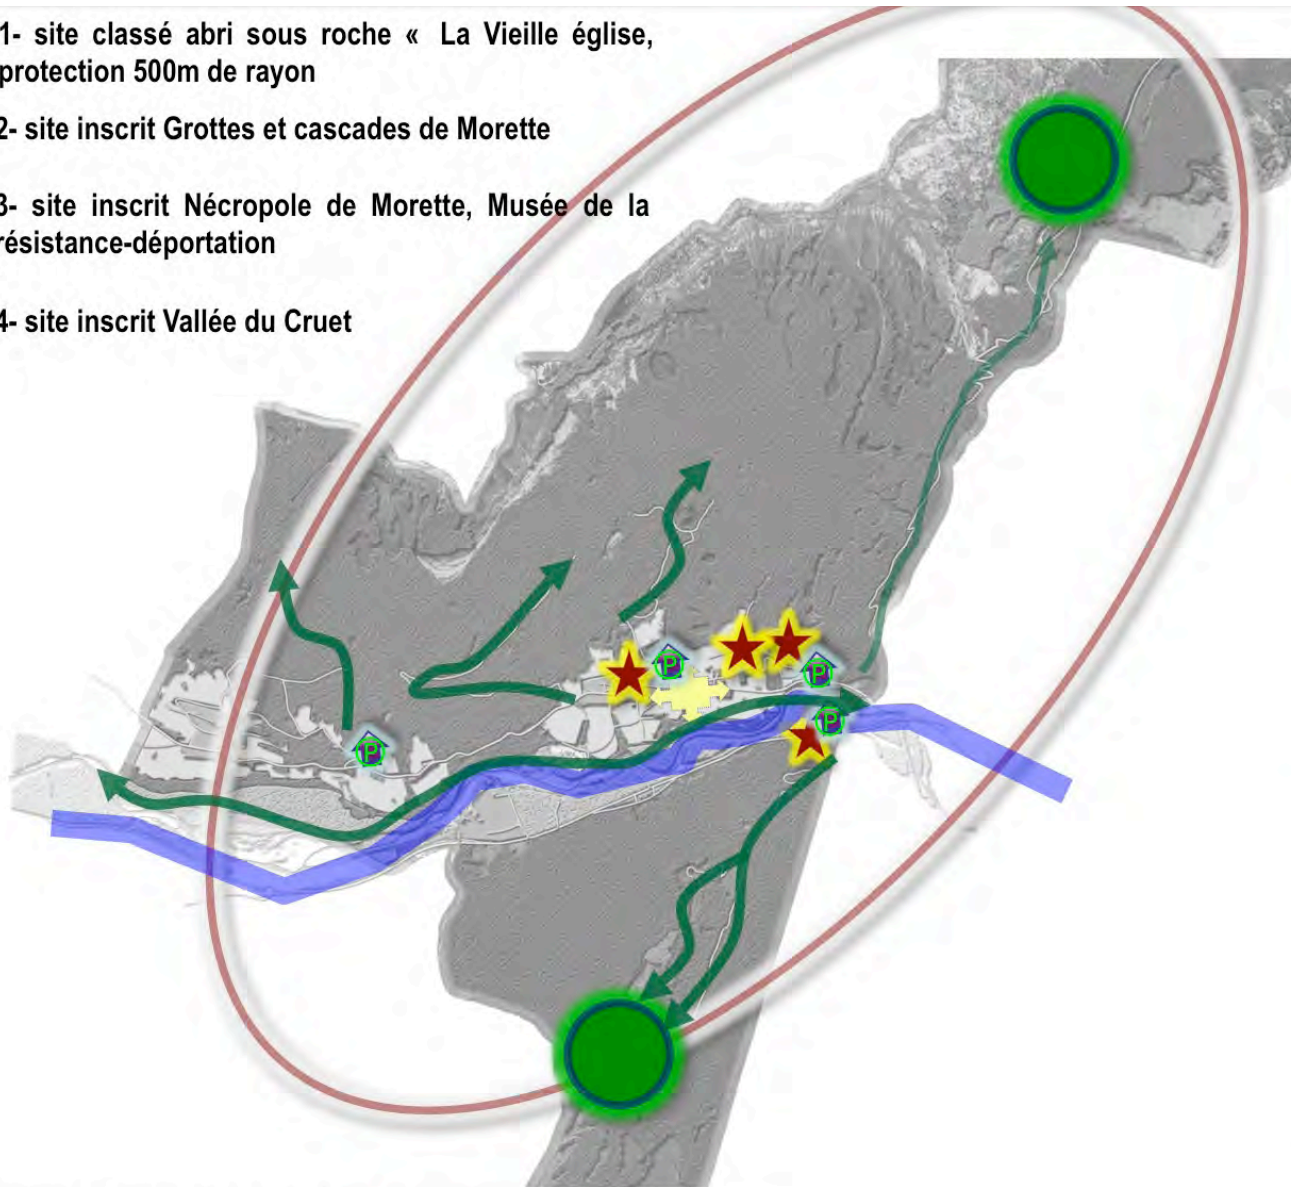 1- site classé abri sous roche « La Vieille église,
protection 500m de rayon
2- site inscrit Grottes et cascades de Morette
3- site inscrit Nécropole de Morette, Musée de la
résistance-déportation
4- site inscrit Vallée du Cruet
P
P
P
P